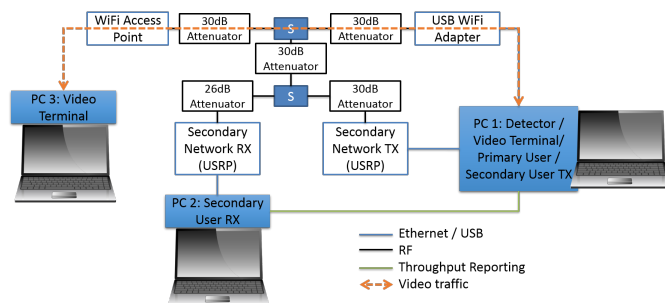 WiFi Access
Point
30dB
Attenuator
S
30dB
Attenuator
USB WiFi
Adapter
30dB
Attenuator
26dB
Attenuator
S
30dB
Attenuator
PC 3: Video
Terminal
Secondary
Network RX
(USRP)
Secondary
Network TX
(USRP)
PC 1: Detector /
Video Terminal/
Primary User /
Secondary User TX
PC 2: Secondary
User RX
Ethernet / USB
RF
Throughput Reporting
Video traffic